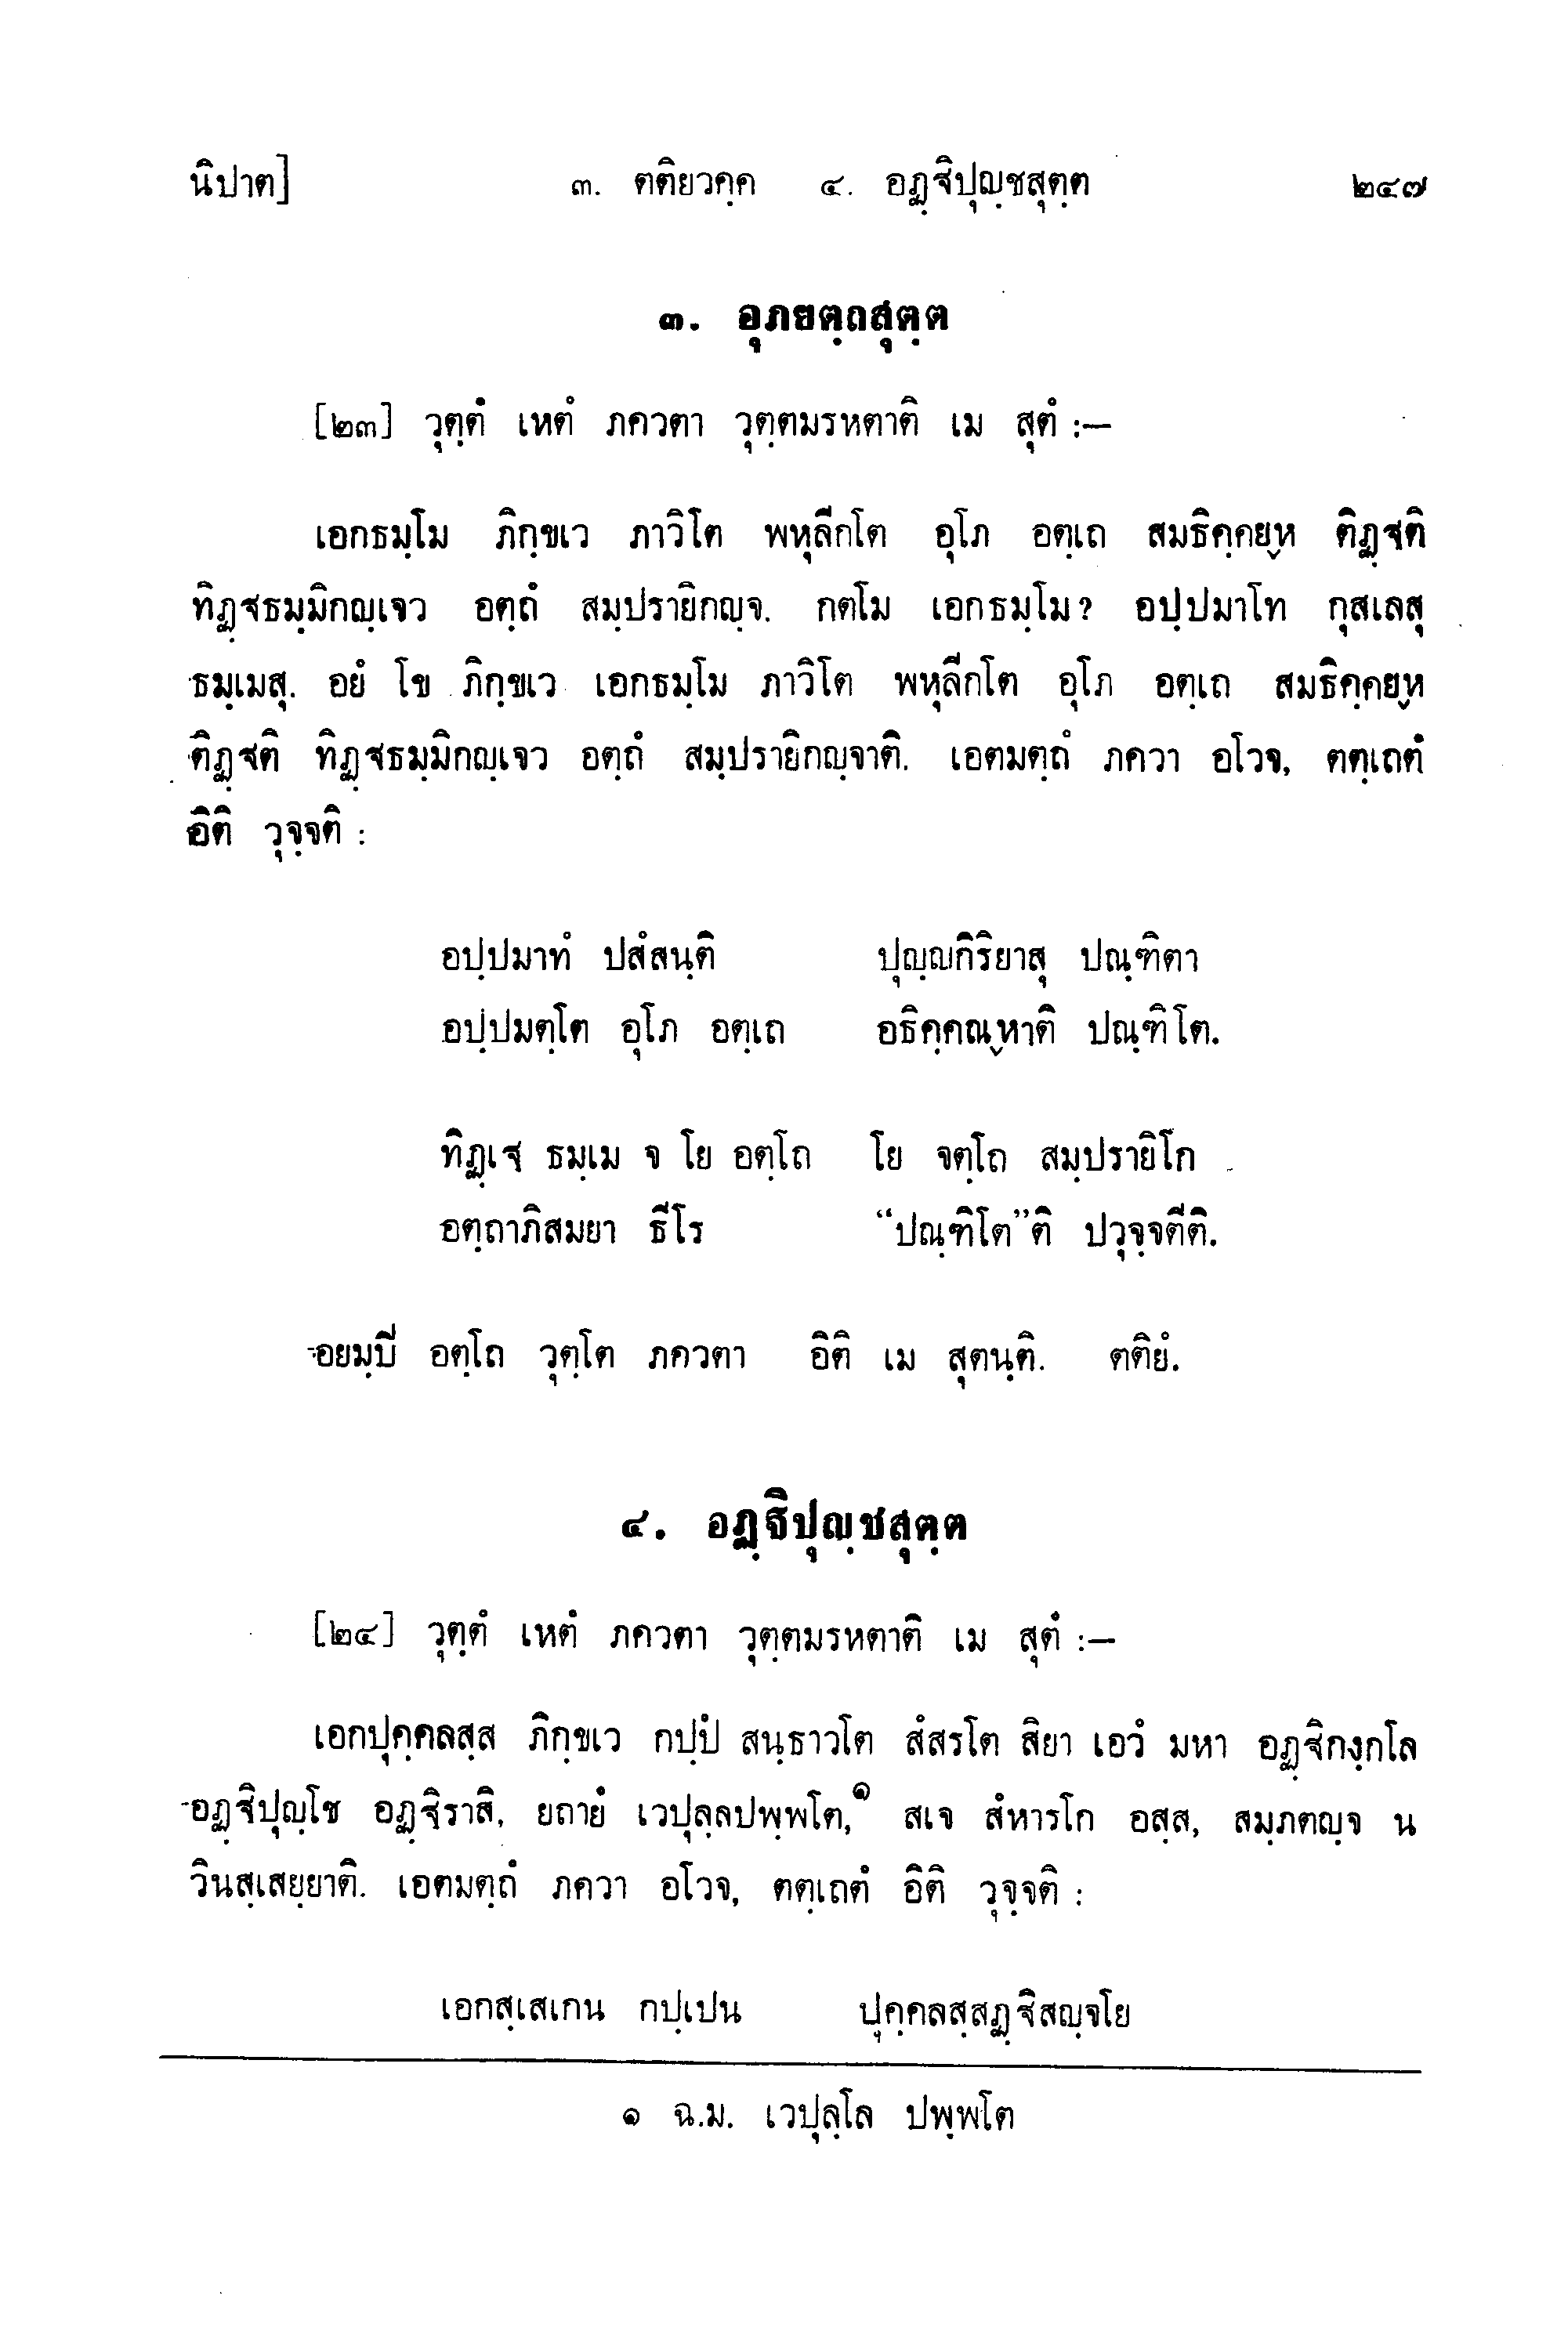 นิปาต] ๓. ตติยวคฺค ๔. อฏฺฐิปุญฺชสุตฺต ๒๔๗
๓. อุภยตฺถสุตฺต
[๒๓] วุตฺตํ เหตํ ภควตา วุตฺตมรหตาติ เม สุตํ :—
เอกธมฺโม ภิกฺขเว ภาวิโต พหุลีกโต อุโภ อตฺเถ สมธิคฺคยฺห ติฏฺฐติ
ทิฏฺฐธมฺมิกญฺเจว อตฺถํ สมฺปรายิกญฺจ. กตโม เอกธมฺโม? อปฺปมาโท กุสเลสุ
ธมฺเมสุ. อยํ โข ภิกฺขเว เอกธมฺโม ภาวิโต พหุลีกโต อุโภ อตฺเถ สมธิคฺคยฺห
ติฏฺฐติ ทิฏฺฐธมฺมิกญฺเจว อตฺถํ สมฺปรายิกญฺจาติ. เอตมตฺถํ ภควา อโวจ, ตตฺเถตํ
อิติ วุจฺจติ :
อปฺปมาทํ ปสํสนฺติ ปุญฺญกิริยาสุ ปณฺฑิตา
อปฺปมตฺโต อุโภ อตฺเถ อธิคฺคณฺหาติ ปณฺฑิโต.
ทิฏฺเฐ ธมฺเม จ โย อตฺโถ โย จตฺโถ สมฺปรายิโก
อตฺถาภิสมยา ธีโร “ปณฺฑิโต”ติ ปวุจฺจตีติ.
อยมฺปิ อตฺโถ วุตฺโต ภควตา อิติ เม สุตนฺติ. ตติยํ.
๔. อฏฺฐิปุญฺชสุตฺต
[๒๔] วุตฺตํ เหตํ ภควตา วุตฺตมรหตาติ เม สุตํ :—
เอกปุคฺคลสฺส ภิกฺขเว กปฺปํ สนฺธาวโต สํสรโต สิยา เอวํ มหา อฏฺฐิกงฺกโล
อฏฺฐิปุญฺโช อฏฺฐิราสิ, ยถายํ เวปุลฺลปพฺพโต,๑ สเจ สํหารโก อสฺส, สมฺภตญฺจ น
วินสฺเสยฺยาติ. เอตมตฺถํ ภควา อโวจ, ตตฺเถตํ อิติ วุจฺจติ :
เอกสฺเสเกน กปฺเปน ปุคฺคลสฺสฏฺฐิสญฺจโย
๑ ฉ.ม. เวปุลฺโล ปพฺพโต